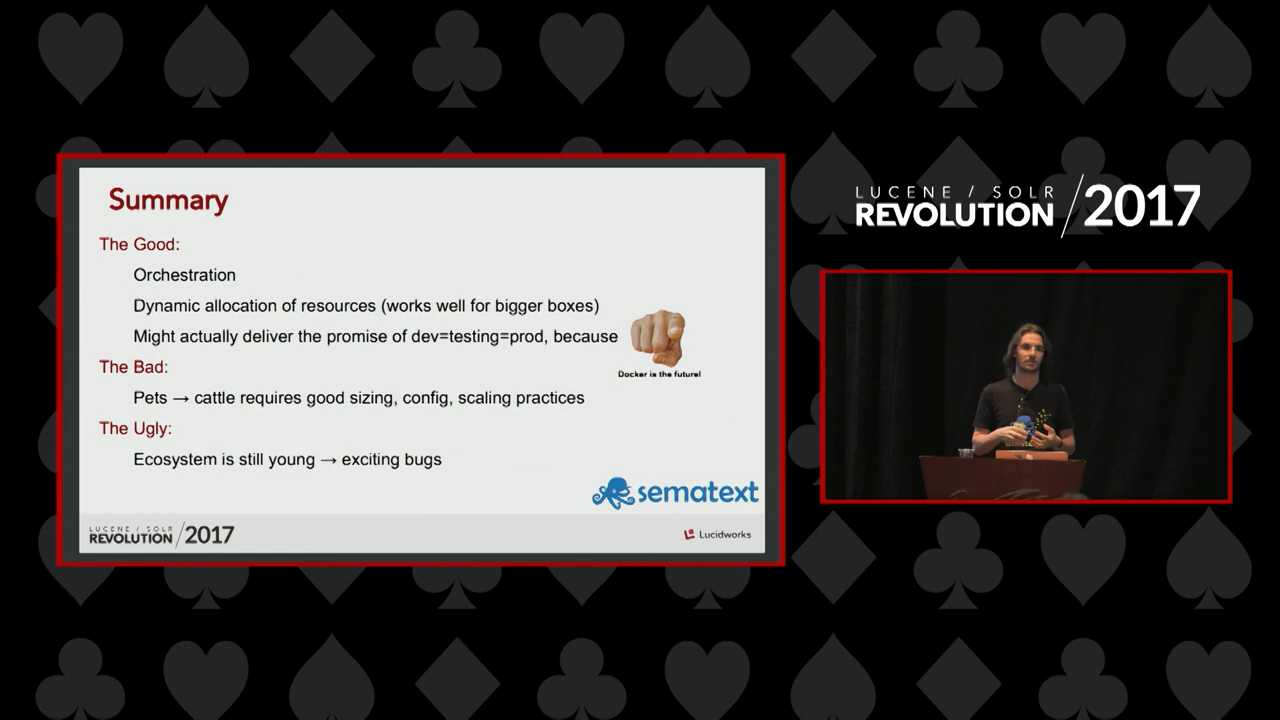 Summary
The Good:
Orchestration
Dynamic allocation of resources (works well for bigger boxes)
Might actually deliver the promise of dev=testing=prod, because
Docker is the future!
The Bad:
Pets → cattle requires good sizing, config, scaling practices
The Ugly:
Ecosystem is still young → exciting bugs
sematext
LUCENE / SOLR
REVOLUTION /2017
Lucidworks
LUCENE / SOLR
REVOLUTION /2017